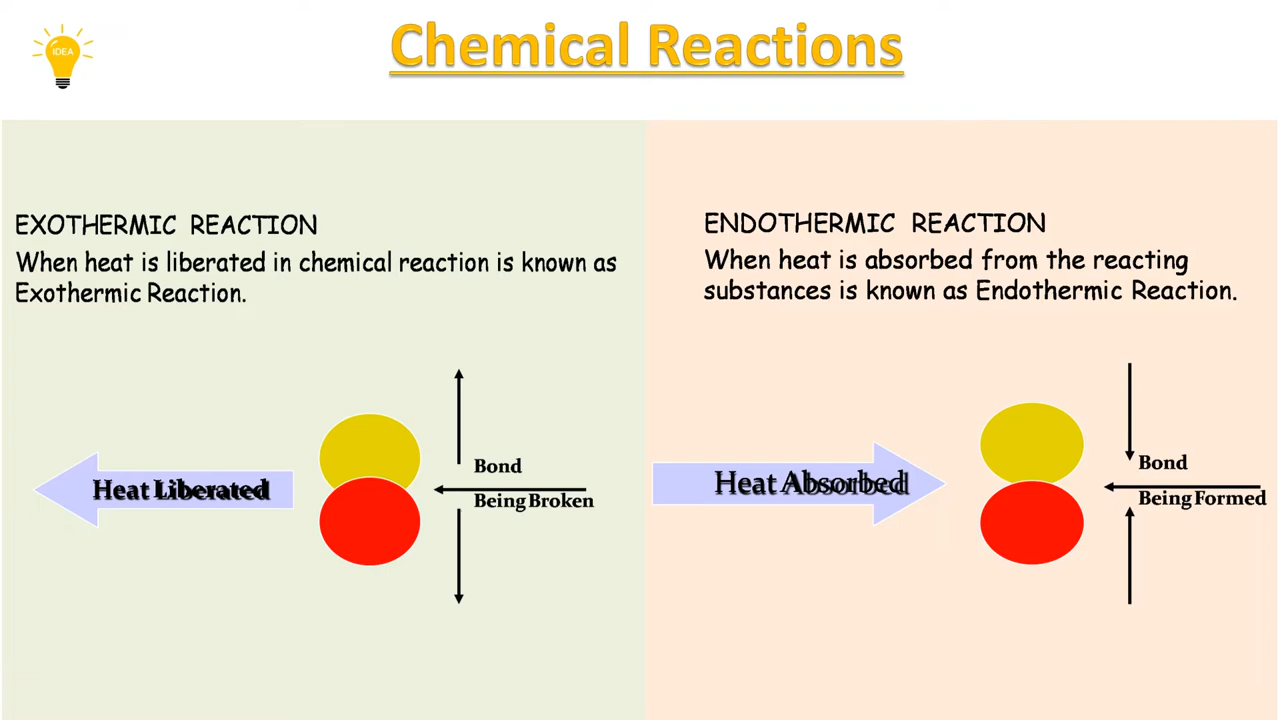 IDEA
Chemical Reactions
EXOTHERMIC REACTION
When heat is liberated in chemical reaction is known as
Exothermic Reaction.
Heat Liberated
Bond
Being Broken
ENDOTHERMIC REACTION
When heat is absorbed from the reacting
substances is known as Endothermic Reaction.
Heat Absorbed
Bond
Being Formed